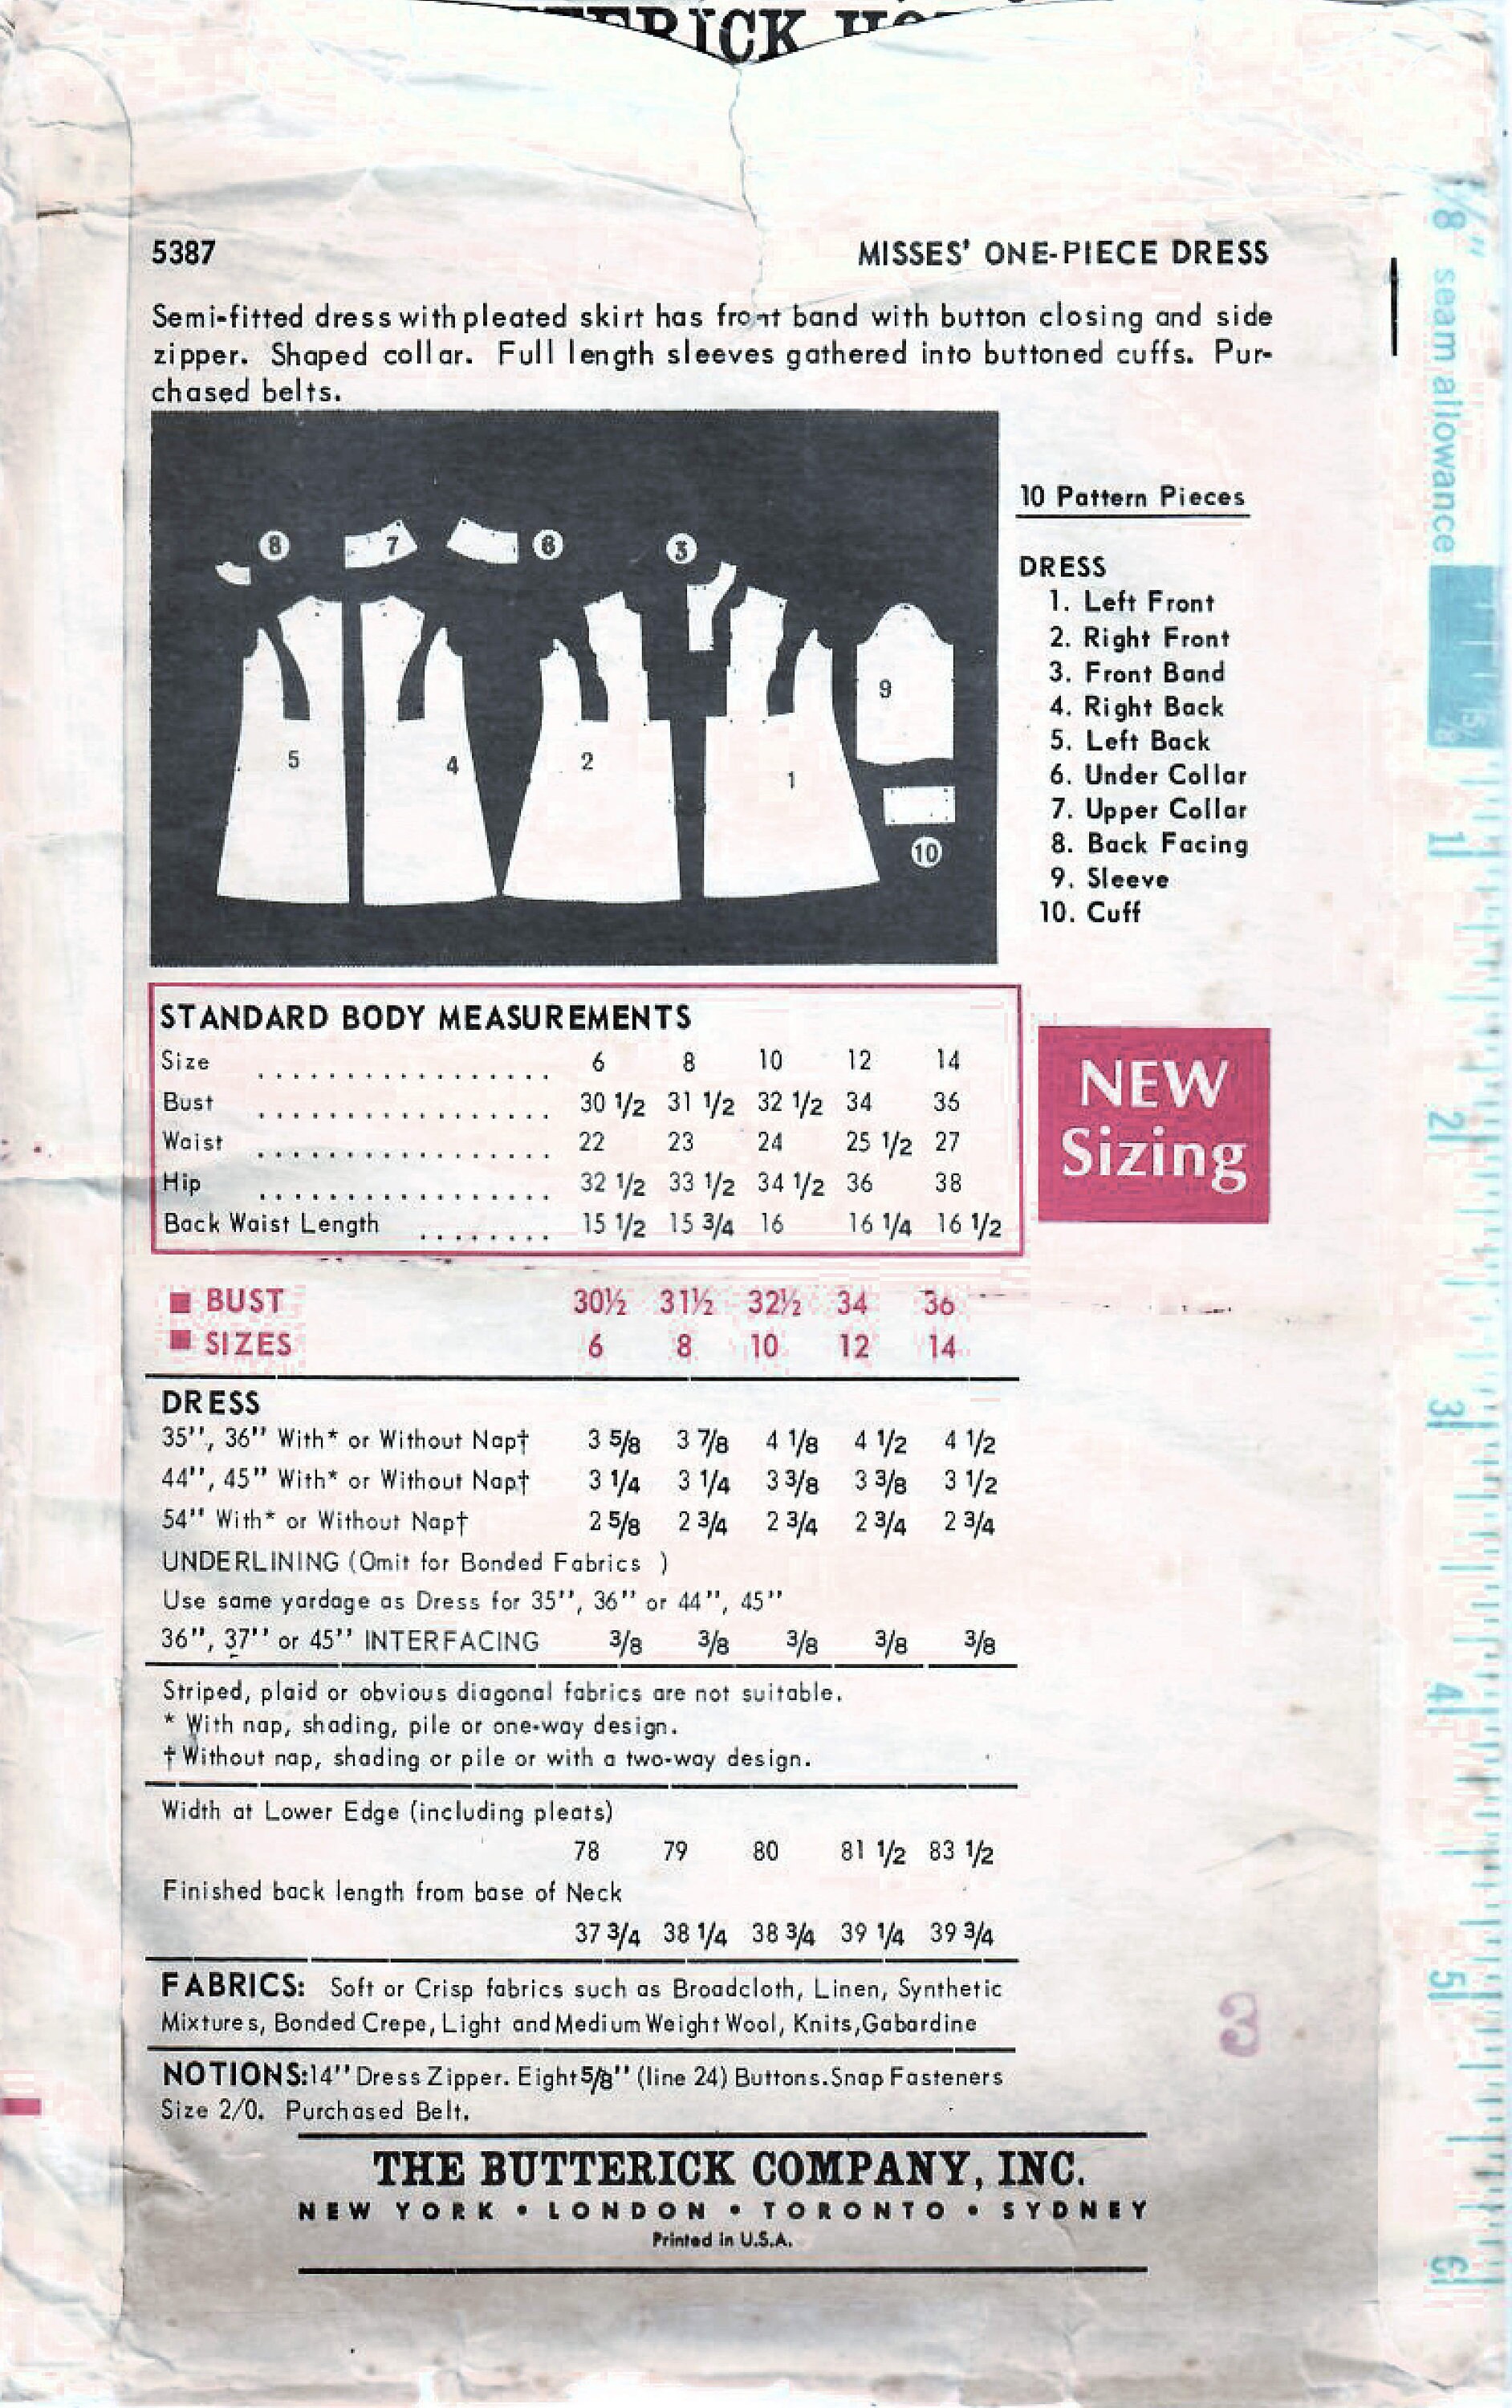 5387 MISSES' ONE-PIECE DRESS
Semi-fitted dress with pleated skirt has front band with button closing and side
zipper. Shaped collar. Full length sleeves gathered into buttoned cuffs. Pur-
chased belts.
8 7 6 3
5 4 2 1 9
10
10 Pattern Pieces
DRESS
1. Left Front
2. Right Front
3. Front Band
4. Right Back
5. Left Back
6. Under Collar
7. Upper Collar
8. Back Facing
9. Sleeve
10. Cuff
STANDARD BODY MEASUREMENTS
Size ................. 6 8 10 12 14
Bust ................. 30 1/2 31 1/2 32 1/2 34 36
Waist ................. 22 23 24 25 1/2 27
Hip ................. 32 1/2 33 1/2 34 1/2 36 38
Back Waist Length ........ 15 1/2 15 3/4 16 16 1/4 16 1/2
NEW
Sizing
■ BUST 30½ 31½ 32½ 34 36
■ SIZES 6 8 10 12 14
DRESS
35'', 36'' With* or Without Nap† 3 5/8 3 7/8 4 1/8 4 1/2 4 1/2
44'', 45'' With* or Without Nap† 3 1/4 3 1/4 3 3/8 3 3/8 3 1/2
54'' With* or Without Nap† 2 5/8 2 3/4 2 3/4 2 3/4 2 3/4
UNDERLINING (Omit for Bonded Fabrics )
Use same yardage as Dress for 35'', 36'' or 44'', 45''
36'', 37'' or 45'' INTERFACING 3/8 3/8 3/8 3/8 3/8
Striped, plaid or obvious diagonal fabrics are not suitable.
* With nap, shading, pile or one-way design.
† Without nap, shading or pile or with a two-way design.
Width at Lower Edge (including pleats)
78 79 80 81 1/2 83 1/2
Finished back length from base of Neck
37 3/4 38 1/4 38 3/4 39 1/4 39 3/4
FABRICS: Soft or Crisp fabrics such as Broadcloth, Linen, Synthetic
Mixtures, Bonded Crepe, Light and Medium Weight Wool, Knits, Gabardine
NOTIONS: 14'' Dress Zipper. Eight 5/8'' (line 24) Buttons. Snap Fasteners
Size 2/0. Purchased Belt.
THE BUTTERICK COMPANY, INC.
NEW YORK • LONDON • TORONTO • SYDNEY
Printed in U.S.A.
3
5/8" seam allowance
5/8
1
2
3
4
5
6